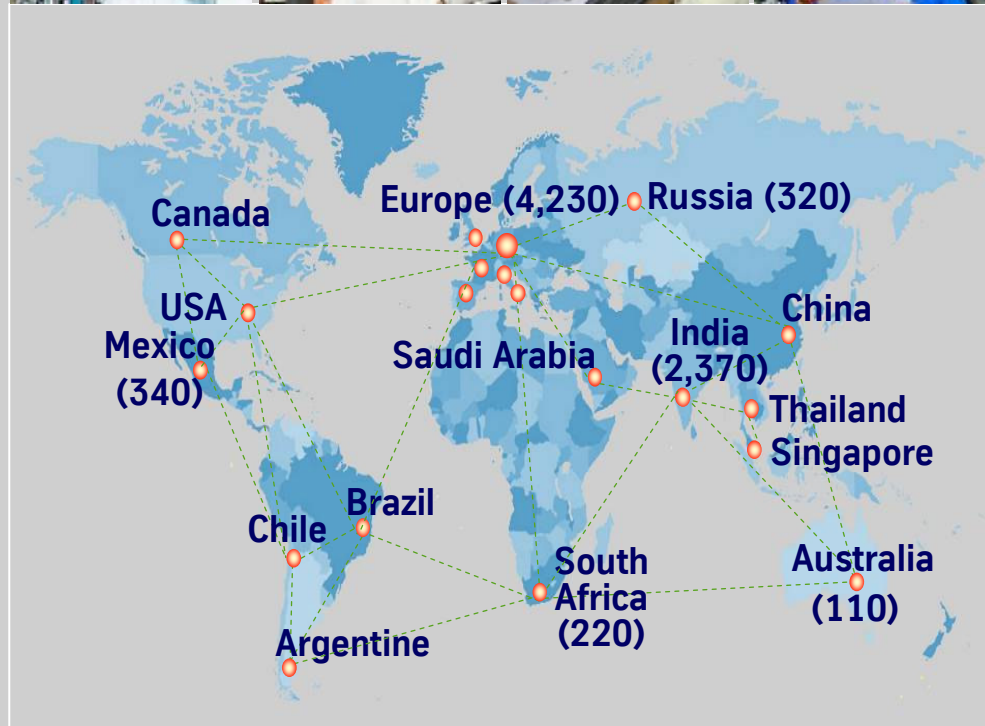 Europe (4,230)
Russia (320)
Canada
USA
Mexico
(340)
Saudi Arabia
India
(2,370)
China
Thailand
Singapore
Brazil
Chile
South
Africa
(220)
Australia
(110)
Argentine